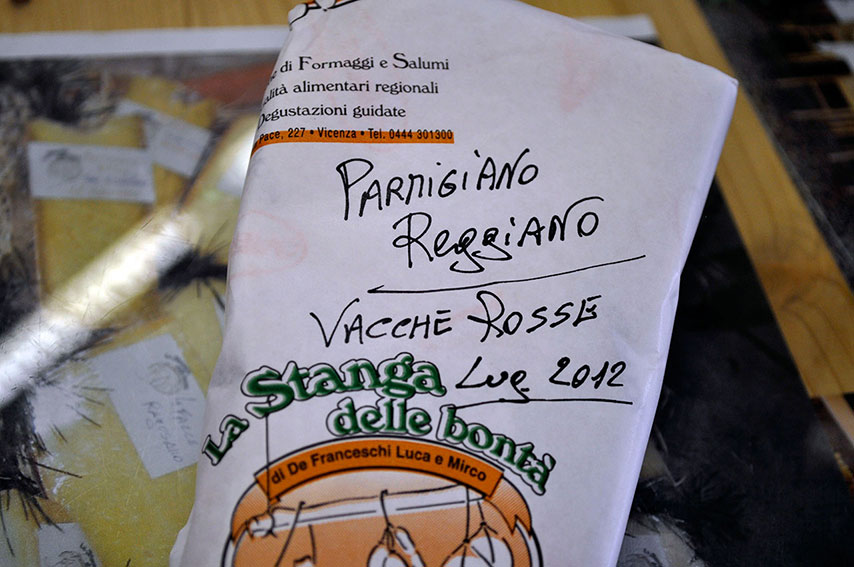 di Formaggi e Salumi
alimentari regionali
Degustazioni guidate
Pace, 227 • Vicenza • Tel. 0444 301300
PARMIGIANO
ReggiANO
VACCHE ROSSE
Lug 2012
La Stanga
delle bontà
di De Franceschi Luca e Mirco